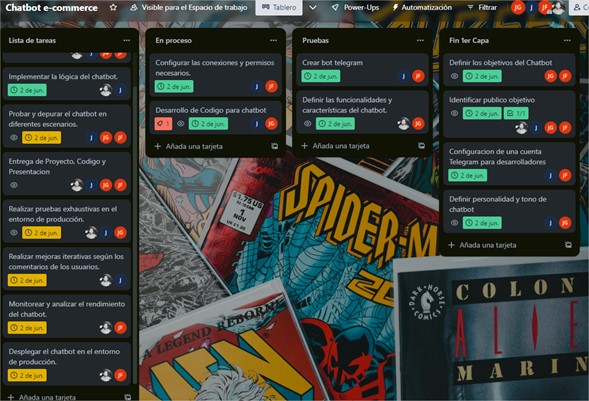 Chatbot e-commerce
Visible para el Espacio de trabajo
Tablero
Power-Ups
Automatización
Filtrar
JG
J
JF
Lista de tareas
2 de jun.
J
JG
JF
Implementar la lógica del chatbot.
2 de jun.
J
Probar y depurar el chatbot en
diferentes escenarios.
2 de jun.
JG
JF
Entrega de Proyecto, Codigo y
Presentacion
J
JG
JF
Realizar pruebas exhaustivas en el
entorno de producción.
2 de jun.
J
JG
Realizar mejoras iterativas según los
comentarios de los usuarios.
2 de jun.
J
Monitorear y analizar el rendimiento
del chatbot.
2 de jun.
JF
Desplegar el chatbot en el entorno
de producción.
2 de jun.
JF
Añada una tarjeta
En proceso
Configurar las conexiones y permisos
necesarios.
2 de jun.
J
JF
Desarrollo de Codigo para chatbot
1
2 de jun.
J
JG
JF
Añada una tarjeta
Pruebas
Crear bot telegram
2 de jun.
J
JF
Definir las funcionalidades y
características del chatbot.
2 de jun.
JG
Añada una tarjeta
Fin 1er Capa
Definir los objetivos del Chatbot
2 de jun.
JG
JF
Identificar publico objetivo
2 de jun.
1/1
J
JG
JF
Configuracion de una cuenta
Telegram para desarrolladores
2 de jun.
J
JF
Definir personalidad y tono de
chatbot
2 de jun.
J
JG
Añada una tarjeta
$1.75 US
1
NOV
SPIDER-M
20
A LEGEND REBORN
DARK HORSE
COMICS
COLON
ALIE
MARIN